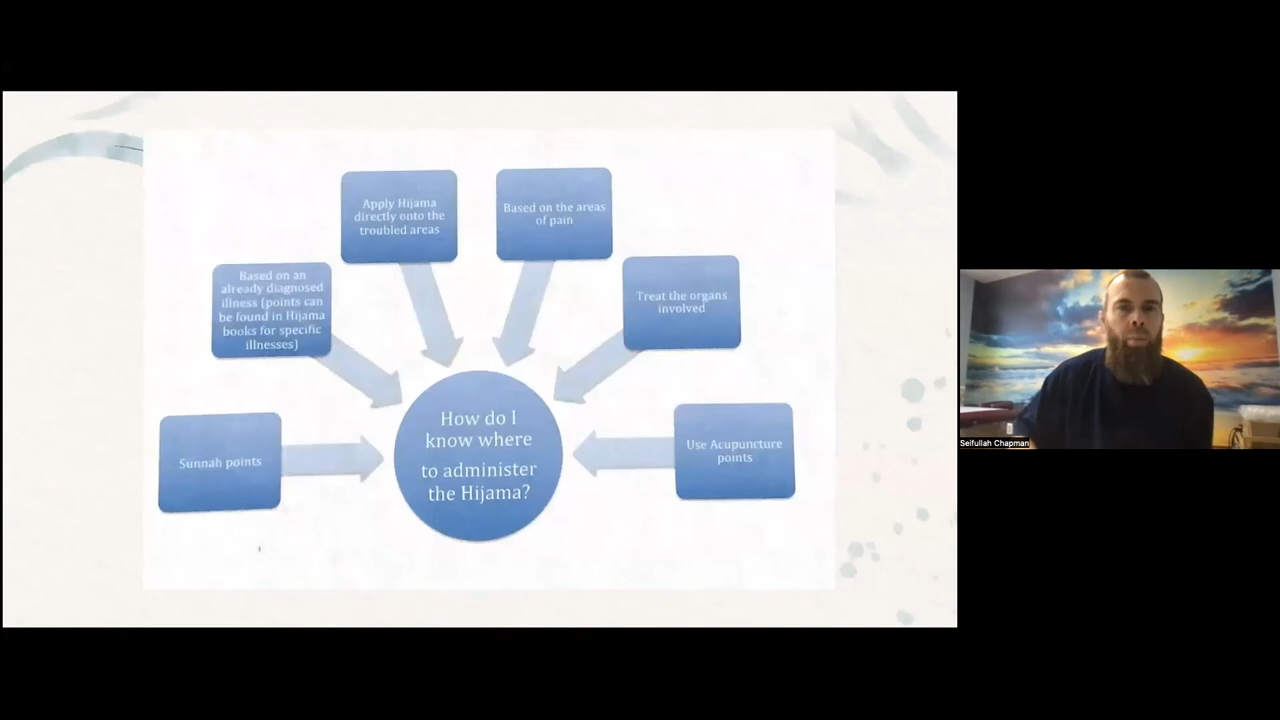 Apply Hijama
directly onto the
troubled areas
Based on the areas
of pain
Based on an
already diagnosed
illness (points can
be found in Hijama
books for specific
illnesses)
Treat the organs
involved
Sunnah points
How do I
know where
to administer
the Hijama?
Use Acupuncture
points
Seifullah Chapman